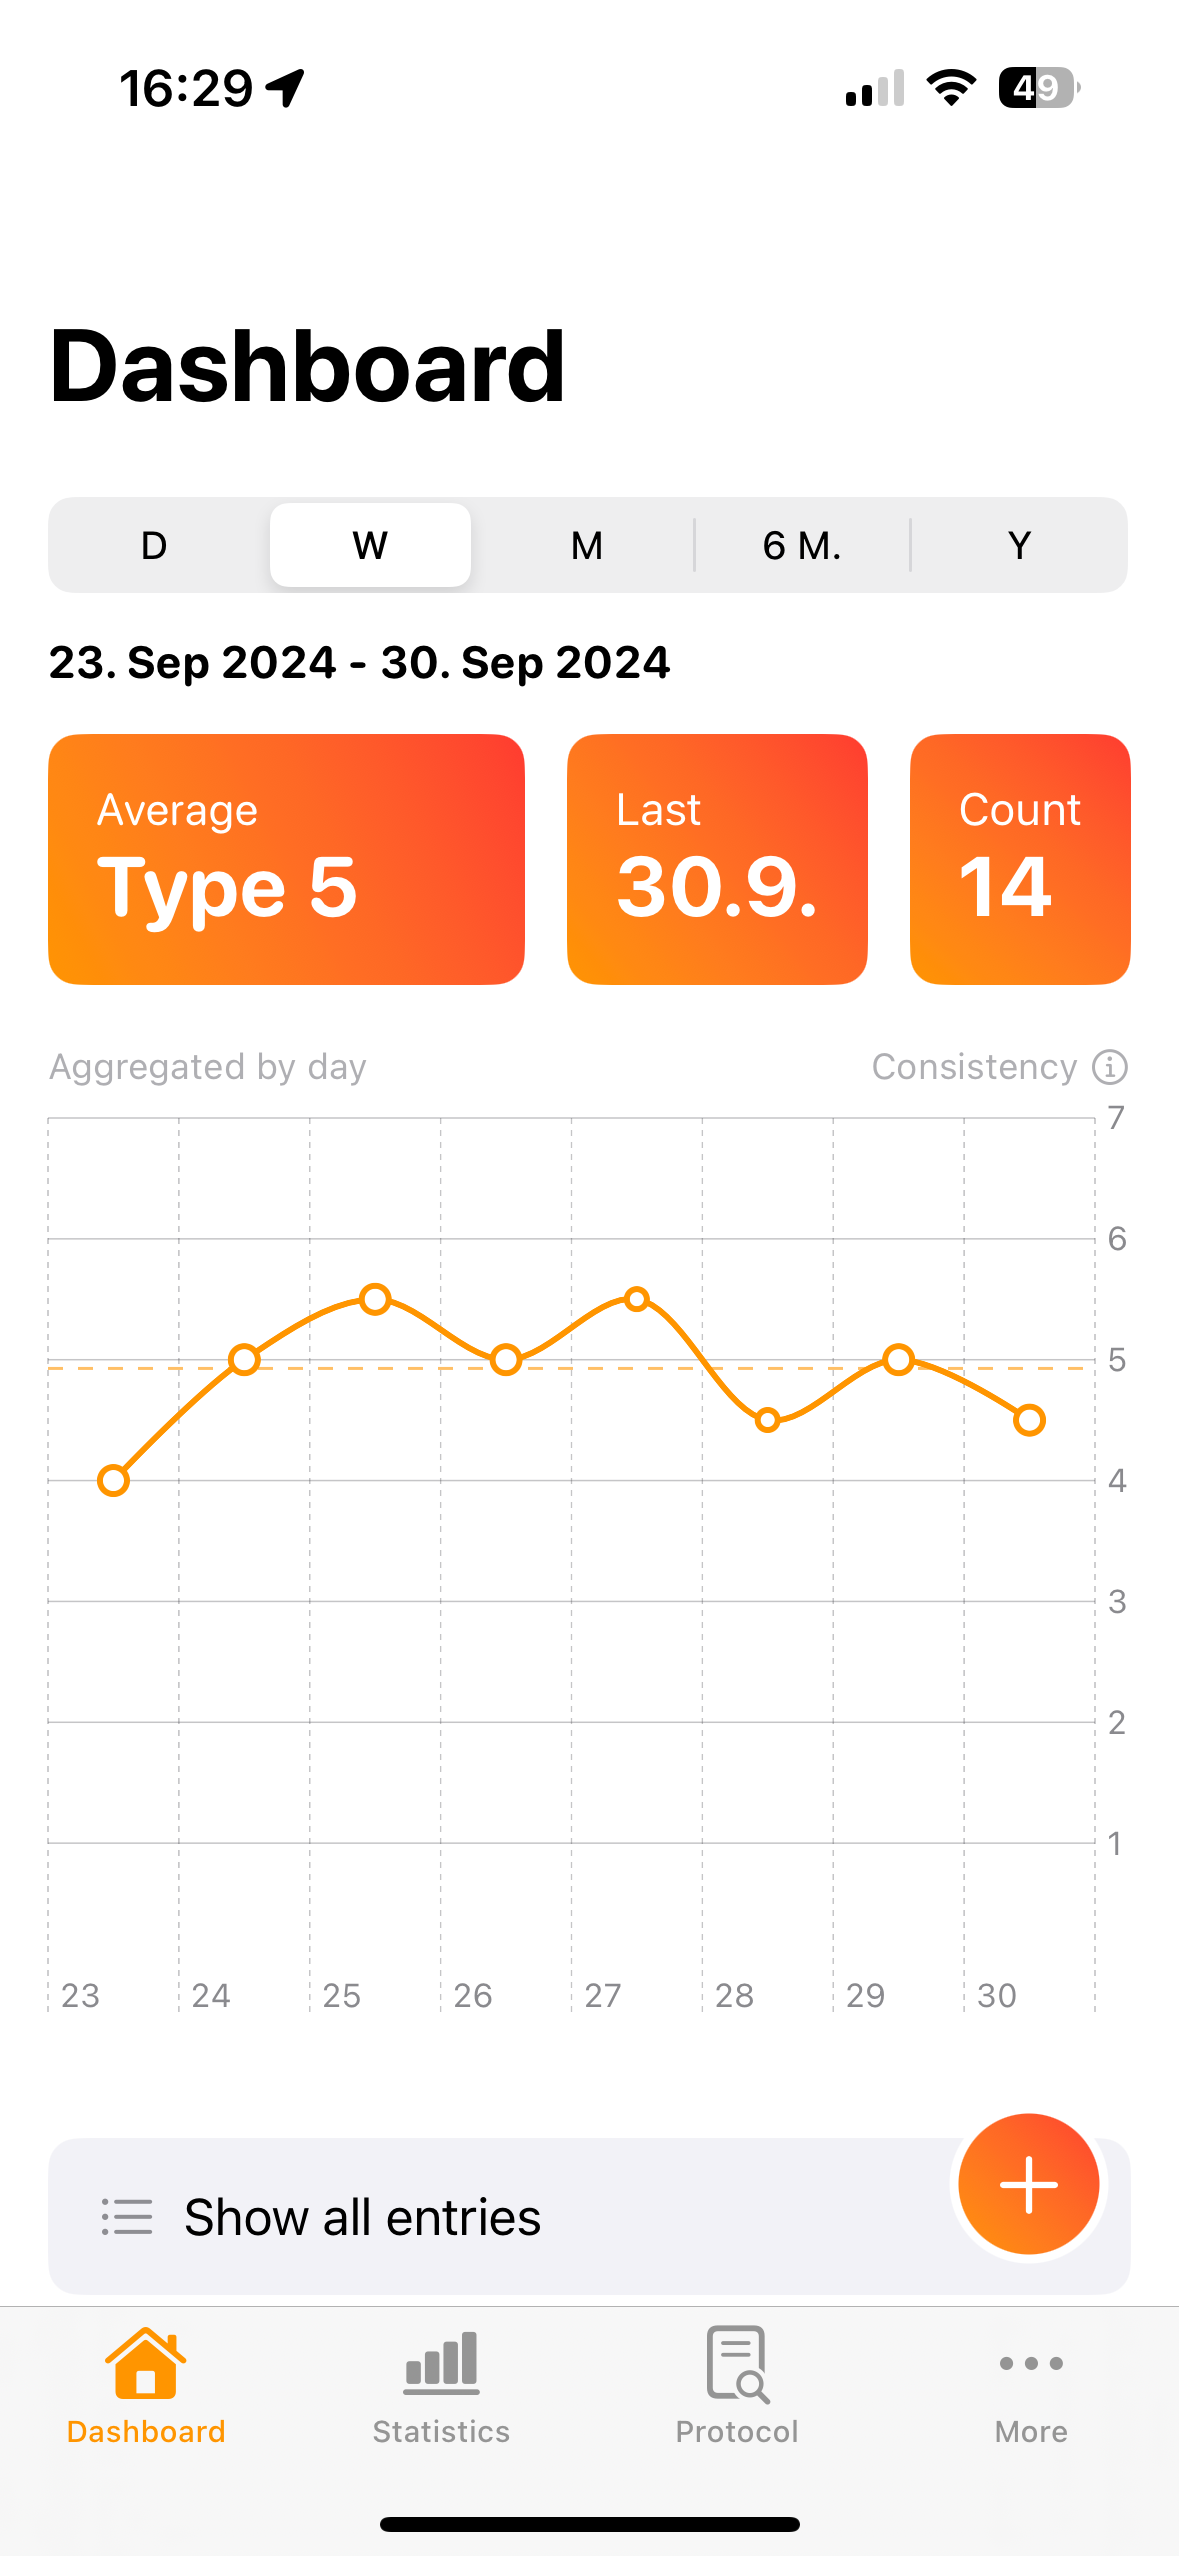 16:29
49
Dashboard
D W M 6 M. Y
23. Sep 2024 - 30. Sep 2024
Average Last Count
Type 5 30.9. 14
Aggregated by day Consistency
7
6
5
4
3
2
1
23 24 25 26 27 28 29 30
Show all entries
Dashboard Statistics Protocol More